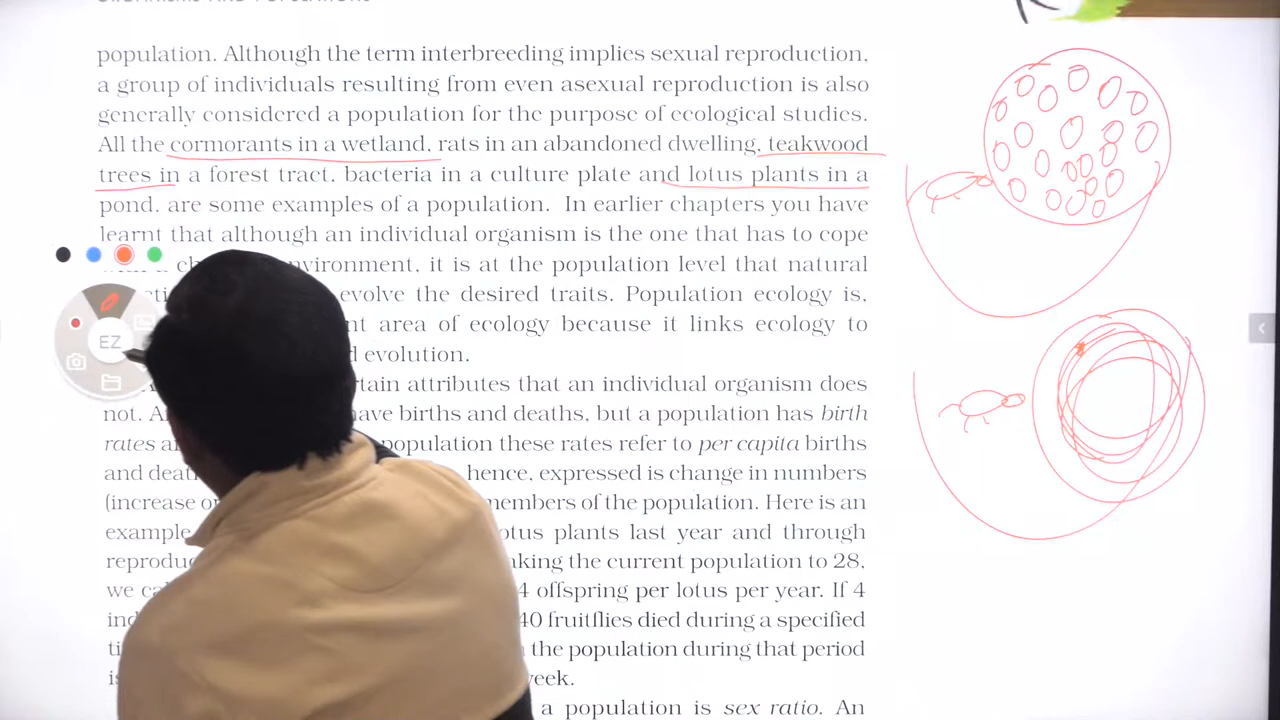 population. Although the term interbreeding implies sexual reproduction,
a group of individuals resulting from even asexual reproduction is also
generally considered a population for the purpose of ecological studies.
All the cormorants in a wetland, rats in an abandoned dwelling, teakwood
trees in a forest tract, bacteria in a culture plate and lotus plants in a
pond, are some examples of a population. In earlier chapters you have
learnt that although an individual organism is the one that has to cope
environment, it is at the population level that natural
evolve the desired traits. Population ecology is,
area of ecology because it links ecology to
evolution.
attributes that an individual organism does
not. have births and deaths, but a population has birth
rates population these rates refer to per capita births
and hence, expressed is change in numbers
(increase members of the population. Here is an
example plants last year and through
the current population to 28,
we 4 offspring per lotus per year. If 4
40 fruitflies died during a specified
the population during that period
EZ
a population is sex ratio. An